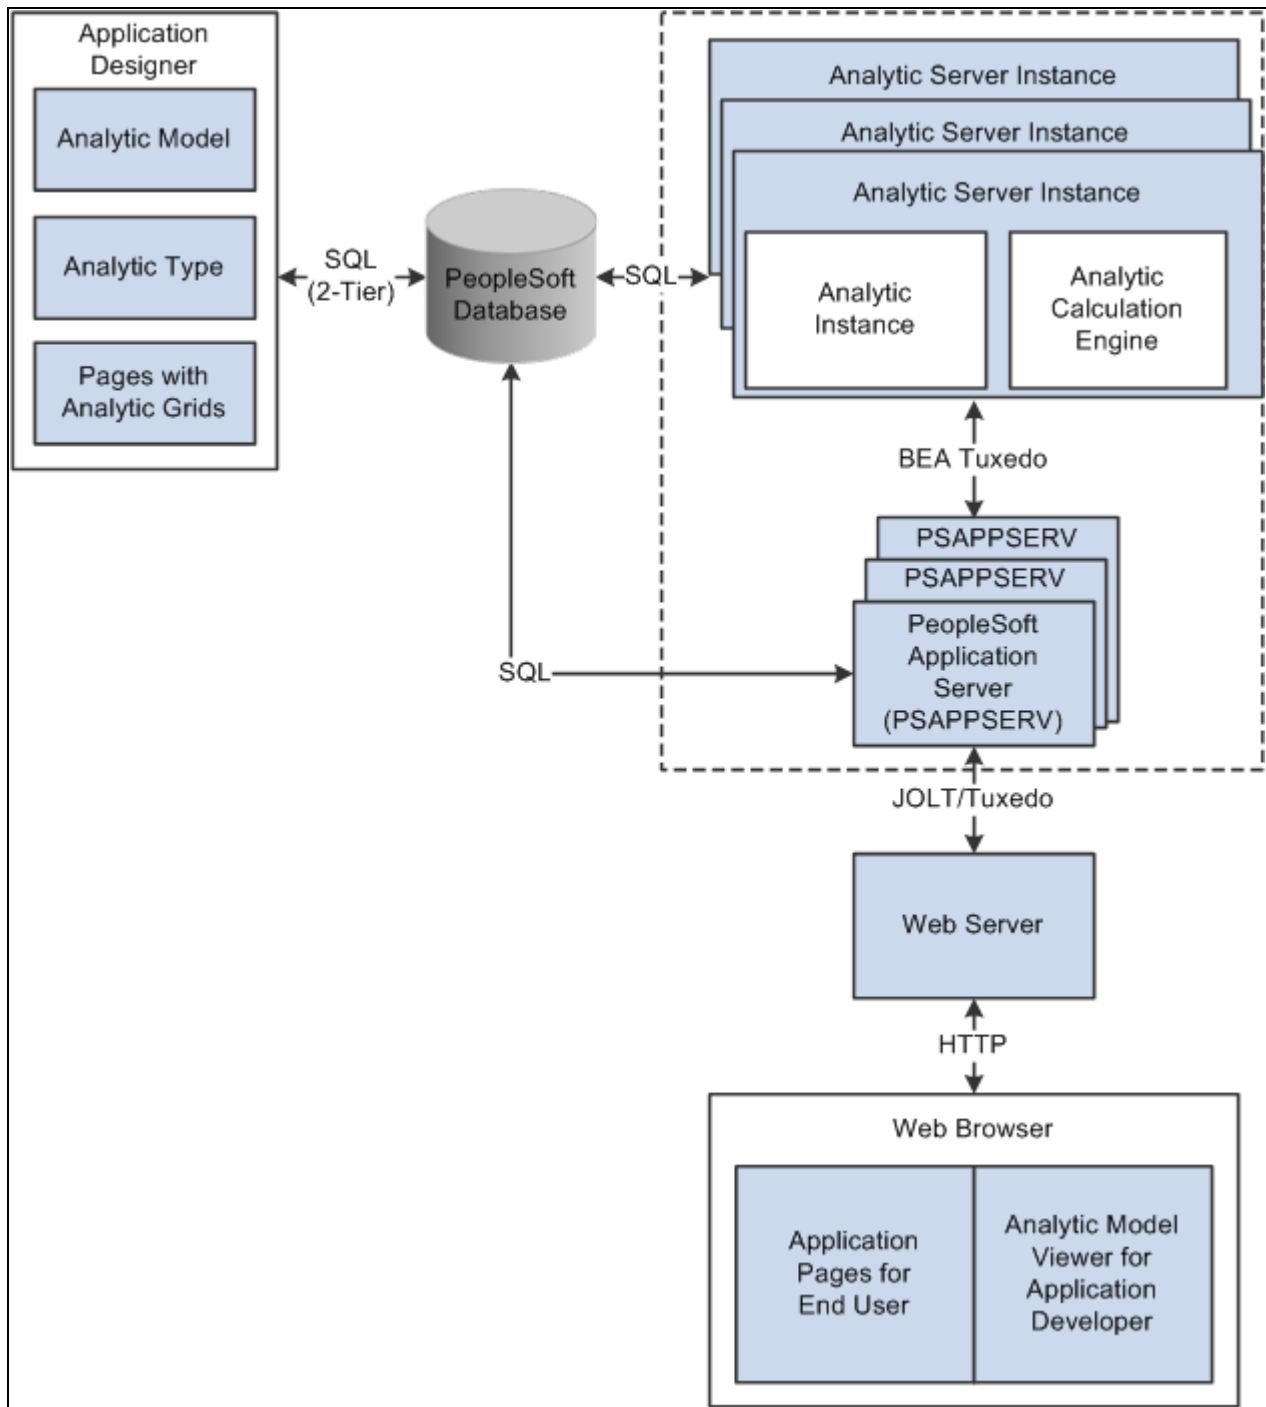 Application
Designer
Analytic Model
Analytic Type
Pages with
Analytic Grids
SQL
(2-Tier)
PeopleSoft
Database
SQL
Analytic Server Instance
Analytic Server Instance
Analytic Server Instance
Analytic
Instance
Analytic
Calculation
Engine
BEA Tuxedo
PSAPPSERV
PSAPPSERV
PeopleSoft
Application
Server
(PSAPPSERV)
SQL
JOLT/Tuxedo
Web Server
HTTP
Web Browser
Application
Pages for
End User
Analytic Model
Viewer for
Application
Developer